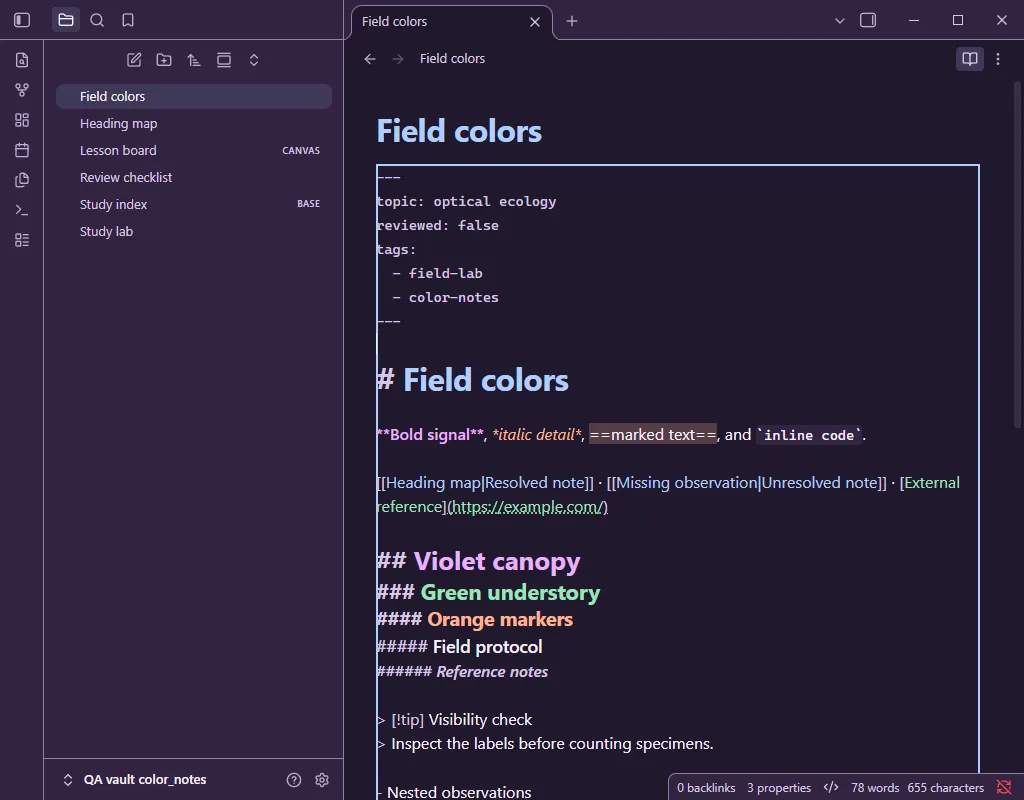 Field colors
Field colors
Field colors
Heading map
Lesson board CANVAS
Review checklist
Study index BASE
Study lab
Field colors
---
topic: optical ecology
reviewed: false
tags:
  - field-lab
  - color-notes
---
# Field colors
**Bold signal**, *italic detail*, ==marked text==, and `inline code`.
[[Heading map|Resolved note]] · [[Missing observation|Unresolved note]] · [External
reference](https://example.com/)
## Violet canopy
### Green understory
#### Orange markers
##### Field protocol
###### Reference notes
> [!tip] Visibility check
> Inspect the labels before counting specimens.
- Nested observations
QA vault color_notes
0 backlinks 3 properties 78 words 655 characters